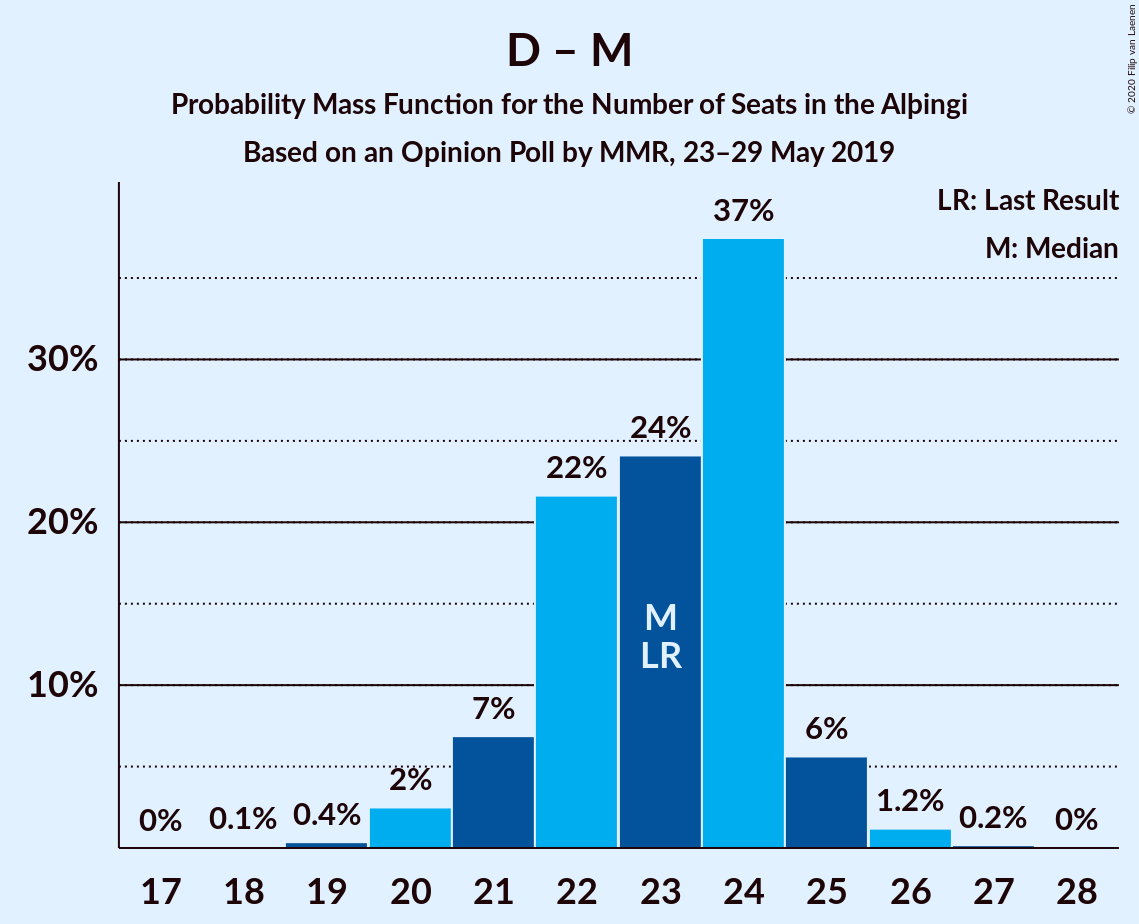 D – M
Probability Mass Function for the Number of Seats in the Alþingi
Based on an Opinion Poll by MMR, 23–29 May 2019
© 2020 Filip van Laenen
LR: Last Result
M: Median
37%
30%
24%
22%
20%
M
LR
10%
7%
6%
2%
1.2%
0.4%
0.2%
0.1%
0%
0%
17 18 19 20 21 22 23 24 25 26 27 28